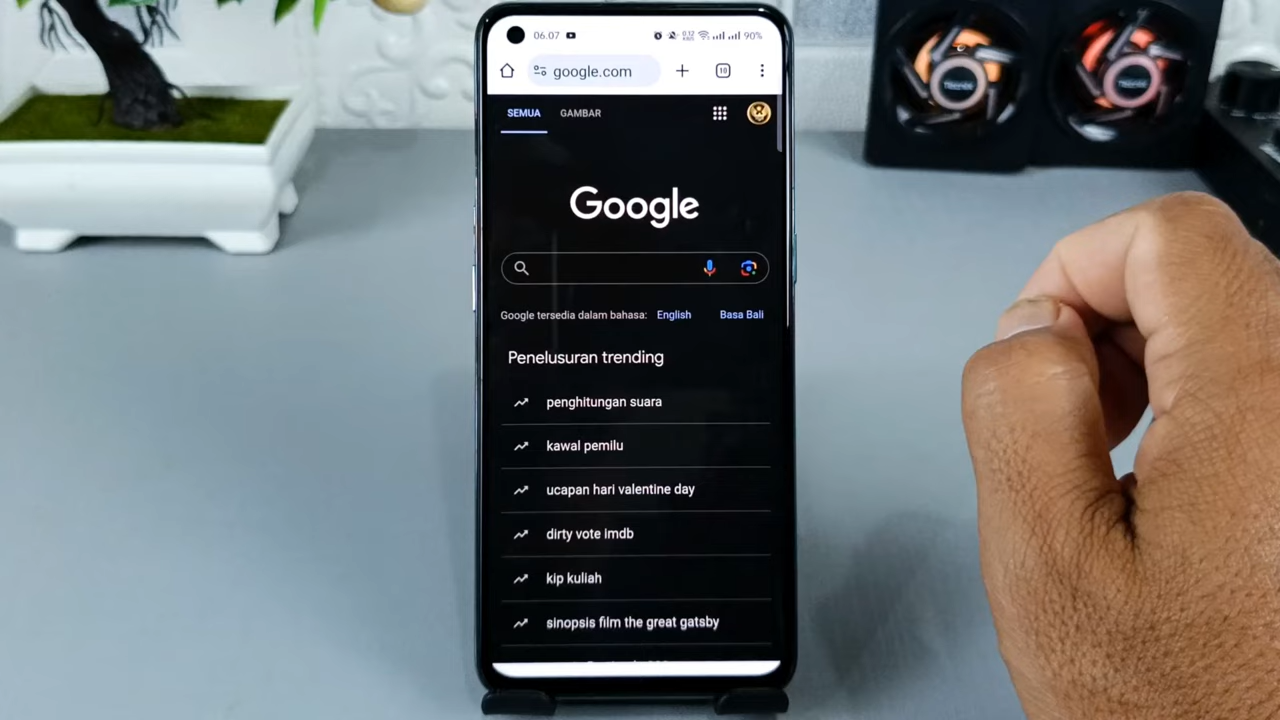 06.07 90%
google.com 10
SEMUA GAMBAR
Google
Google tersedia dalam bahasa: English Basa Bali
Penelusuran trending
penghitungan suara
kawal pemilu
ucapan hari valentine day
dirty vote imdb
kip kuliah
sinopsis film the great gatsby